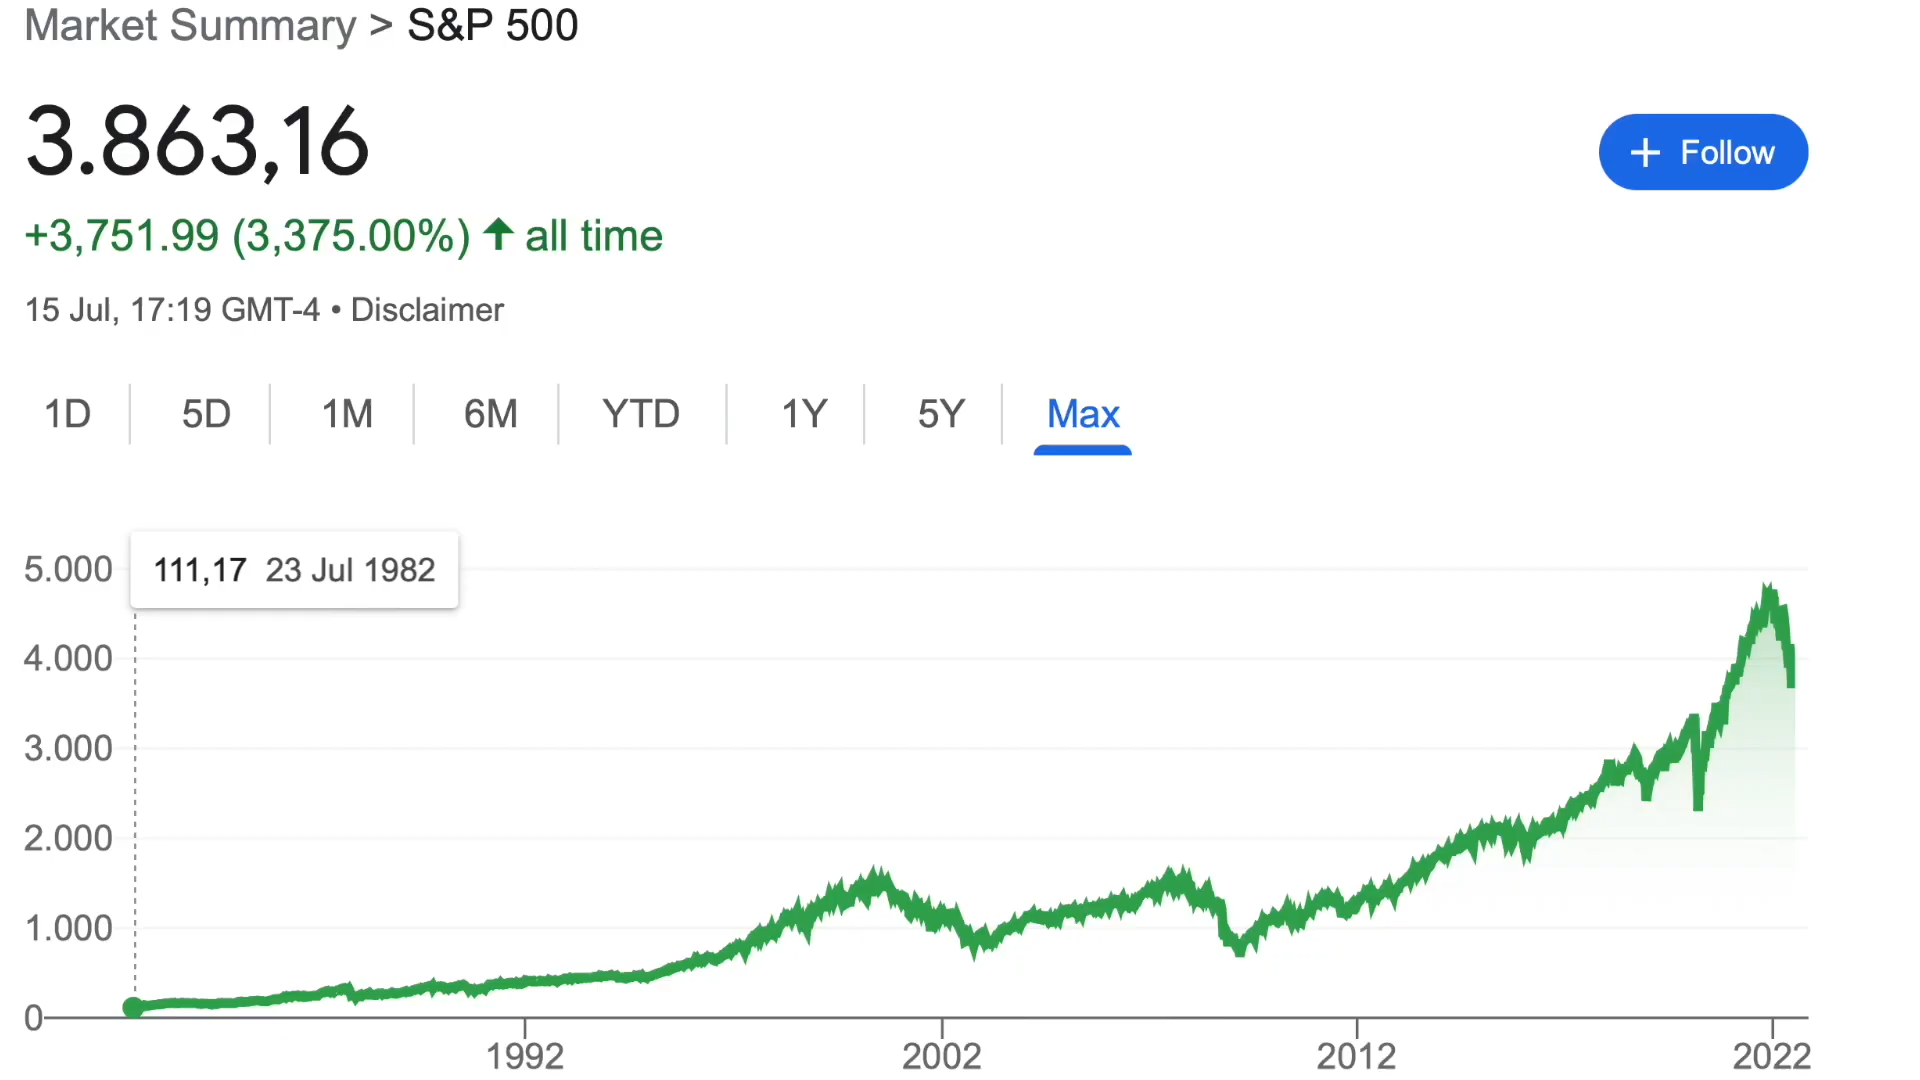 Market Summary > S&P 500
3.863,16
+ Follow
+3,751.99 (3,375.00%) ↑ all time
15 Jul, 17:19 GMT-4 • Disclaimer
1D 5D 1M 6M YTD 1Y 5Y Max
111,17 23 Jul 1982
5.000
4.000
3.000
2.000
1.000
0
1992 2002 2012 2022